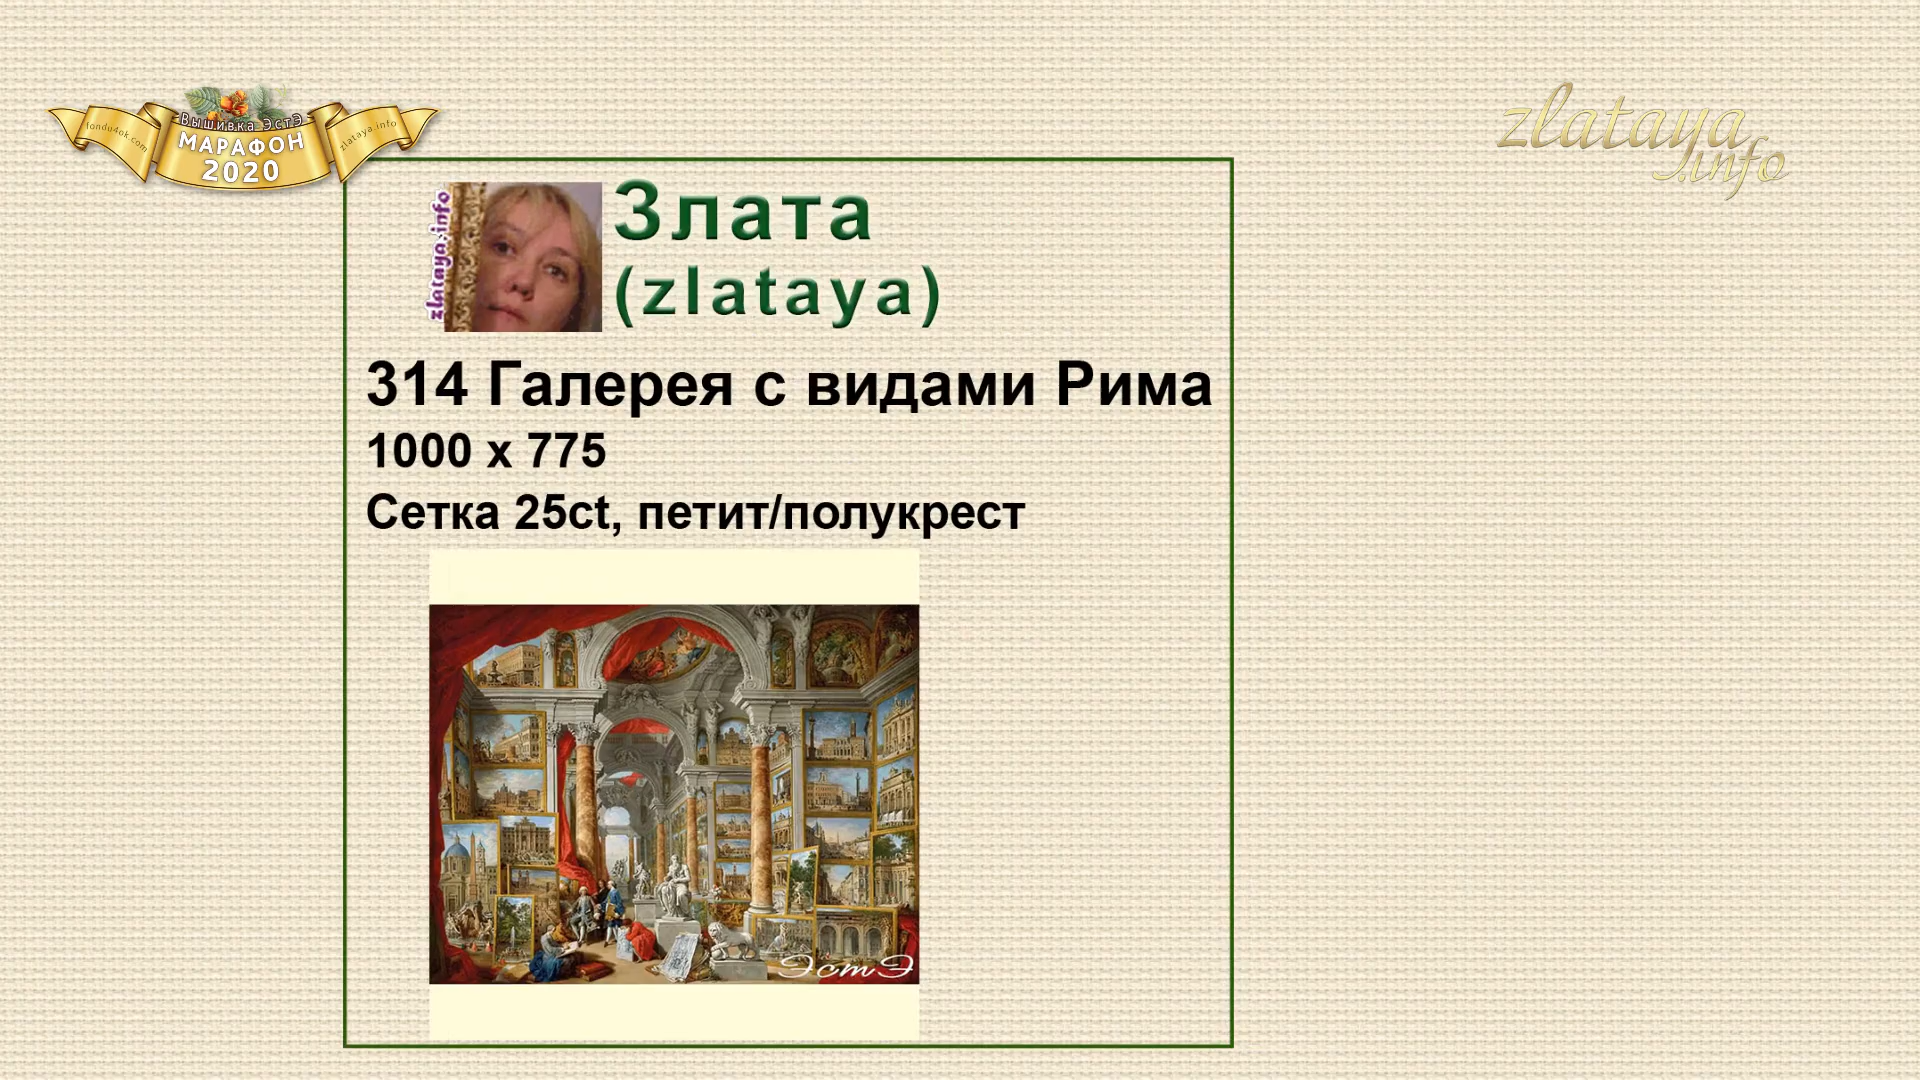 Вышивка ЭстЭ
fondu4ok.com
МАРАФОН
zlataya.info
2020
zlataya
.info
zlataya.info
Злата
(zlataya)
314 Галерея с видами Рима
1000 x 775
Сетка 25ct, петит/полукрест
ЭстЭ